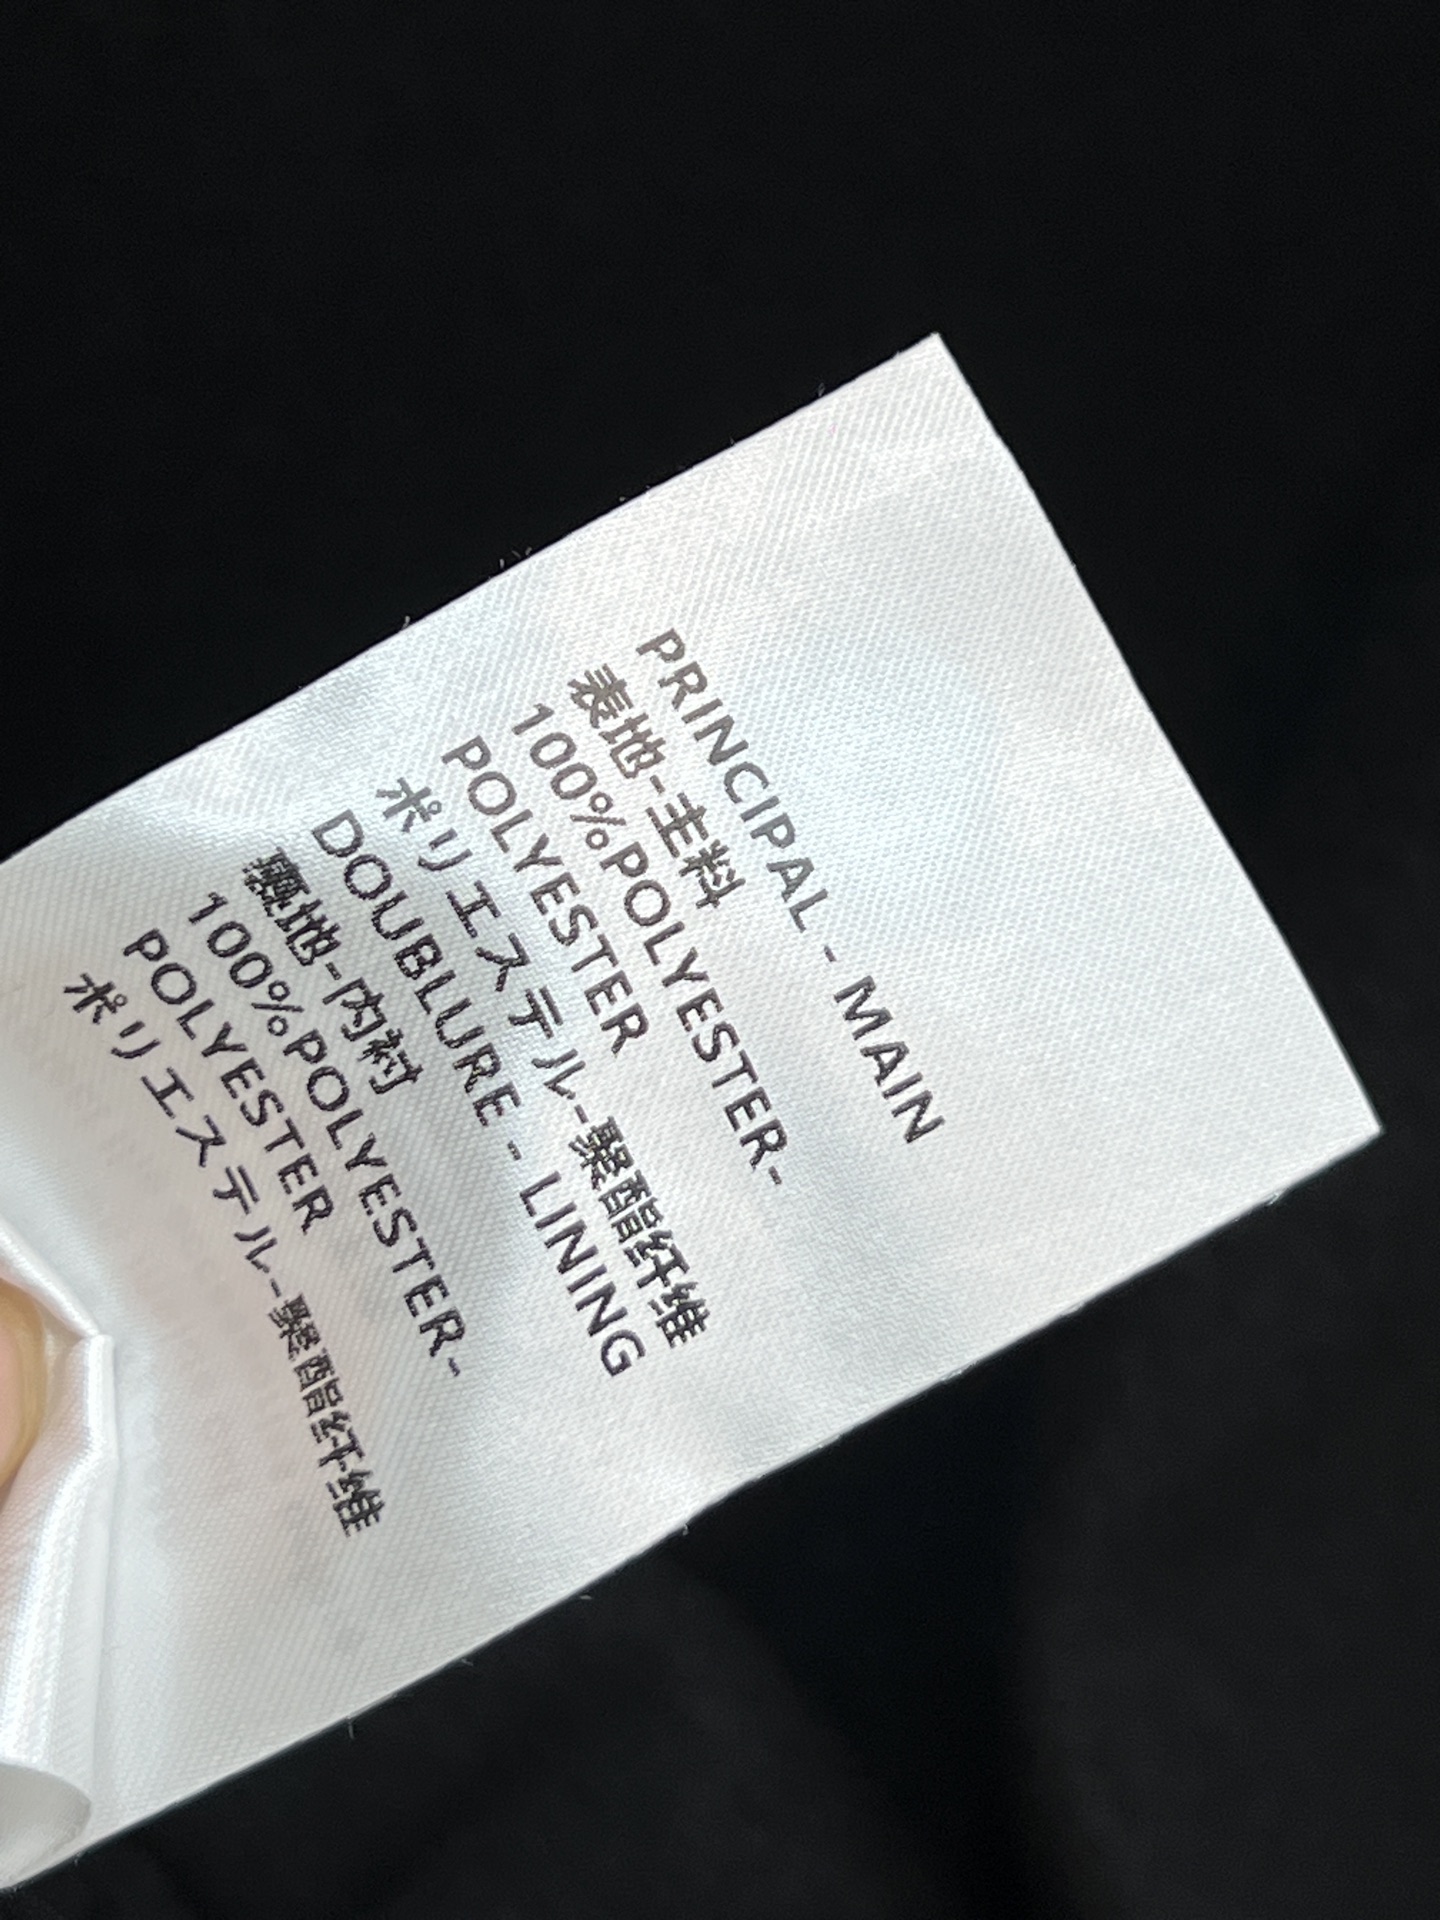 PRINCIPAL - MAIN
表地-主料
100%POLYESTER-
POLYESTER
ポリエステル-聚酯纤维
DOUBLURE - LINING
地-内衬
100%POLYESTER-
POLYESTER
ポリエステル-聚酯纤维